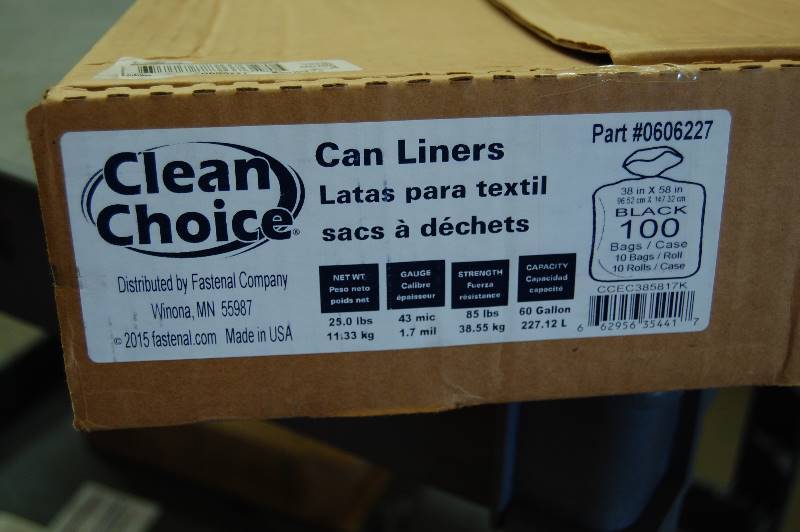 Clean
Choice®
Distributed by Fastenal Company
Winona, MN 55987
© 2015 fastenal.com Made in USA
Can Liners
Latas para textil
sacs à déchets
NET WT.
Peso neto
poids net
25.0 lbs
11.33 kg
GAUGE
Calibre
épaisseur
43 mic
1.7 mil
STRENGTH
Fuerza
résistance
85 lbs
38.55 kg
CAPACITY
Capacidad
capacité
60 Gallon
227.12 L
Part #0606227
38 in X 58 in
96.52 cm X 147.32 cm
BLACK
100
Bags / Case
10 Bags / Roll
10 Rolls / Case
CCEC385817K
6 62956 35441 7